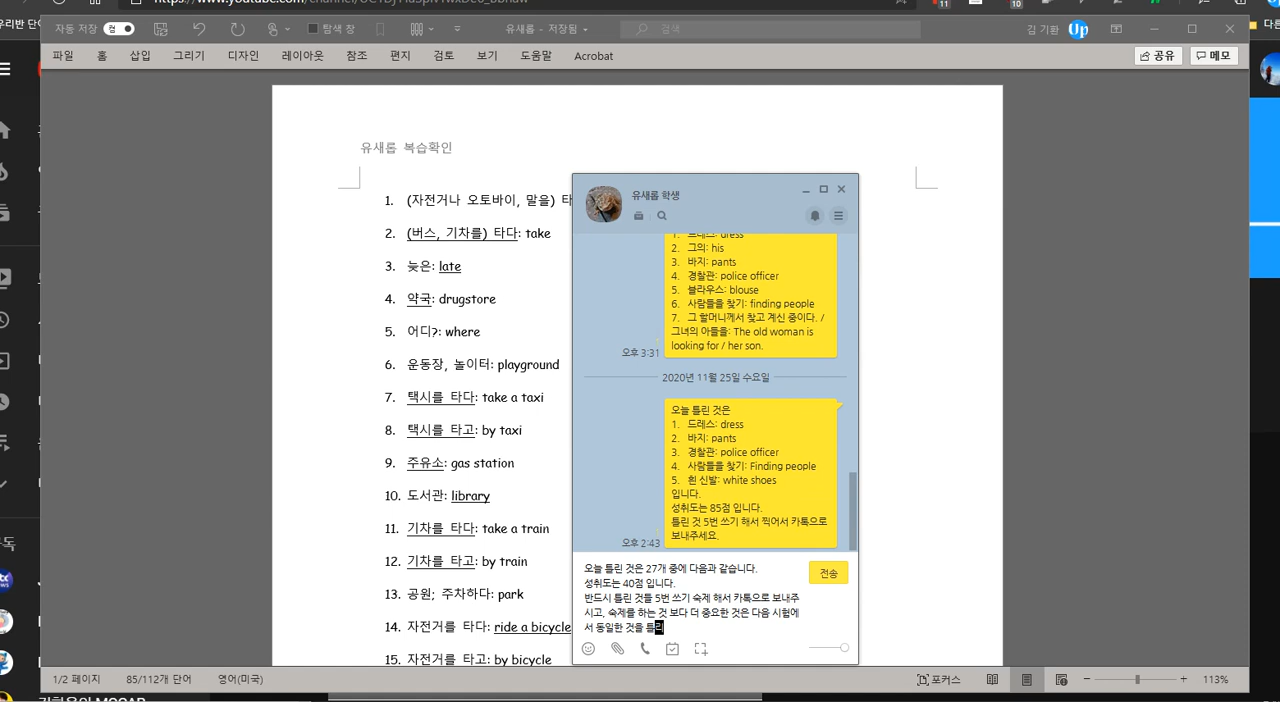 자동 저장
탐색 창
유새롭 - 저장됨
검색
김 기환
Up
파일 홈 삽입 그리기 디자인 레이아웃 참조 편지 검토 보기 도움말 Acrobat
공유
메모
유새롭 복습확인
1. (자전거나 오토바이, 말을) 타
2. (버스, 기차를) 타다: take
3. 늦은: late
4. 약국: drugstore
5. 어디?: where
6. 운동장, 놀이터: playground
7. 택시를 타다: take a taxi
8. 택시를 타고: by taxi
9. 주유소: gas station
10. 도서관: library
11. 기차를 타다: take a train
12. 기차를 타고: by train
13. 공원; 주차하다: park
14. 자전거를 타다: ride a bicycle
15. 자전거를 타고: by bicycle
유새롭 학생
1. 드레스: dress
2. 그의: his
3. 바지: pants
4. 경찰관: police officer
5. 블라우스: blouse
6. 사람들을 찾기: finding people
7. 그 할머니께서 찾고 계신 중이다. /
그녀의 아들을: The old woman is
looking for / her son.
오후 3:31
2020년 11월 25일 수요일
오늘 틀린 것은
1. 드레스: dress
2. 바지: pants
3. 경찰관: police officer
4. 사람들을 찾기: Finding people
5. 흰 신발: white shoes
입니다.
성취도는 85점 입니다.
틀린 것 5번 쓰기 해서 찍어서 카톡으로
보내주세요.
오후 2:43
오늘 틀린 것은 27개 중에 다음과 같습니다.
성취도는 40점 입니다.
반드시 틀린 것들 5번 쓰기 숙제 해서 카톡으로 보내주
시고, 숙제를 하는 것 보다 더 중요한 것은 다음 시험에
서 동일한 것을 틀리
전송
1/2 페이지
85/112개 단어
영어(미국)
포커스
113%